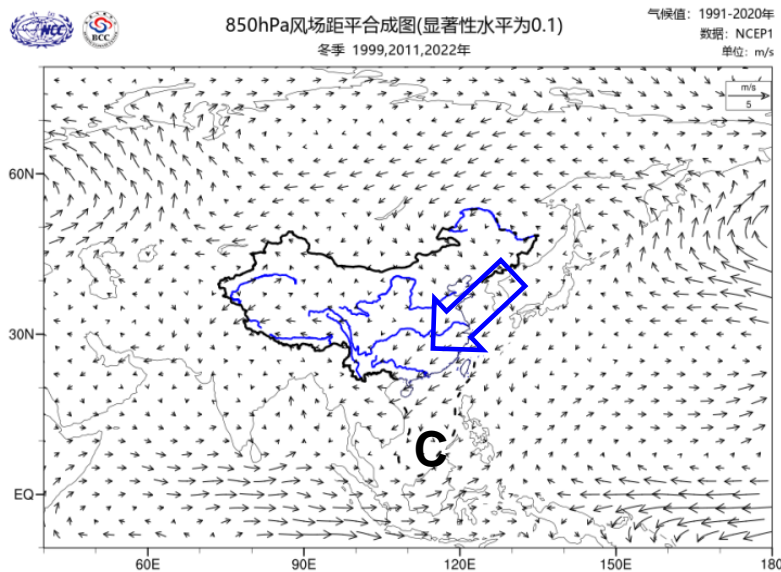 NCC
BCC
850hPa风场距平合成图(显著性水平为0.1)
冬季 1999,2011,2022年
气候值：1991-2020年
数据：NCEP1
单位：m/s
m/s
5
60N
30N
EQ
C
60E
90E
120E
150E
180